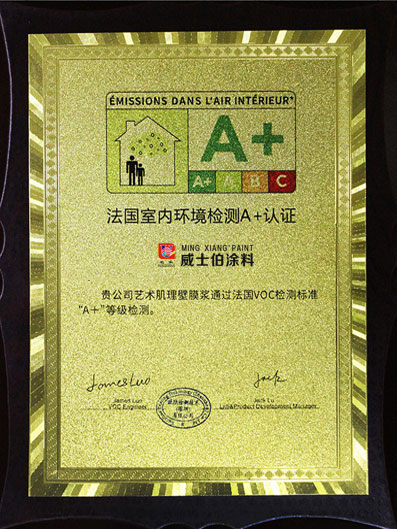 ÉMISSIONS DANS L'AIR INTÉRIEUR*
A+
A+ A B C
法国室内环境检测A+认证
MING XIANG PAINT
威士伯涂料
贵公司艺术肌理壁膜浆通过法国VOC检测标准
“A+”等级检测。
James Luo Jack
James Luo Jack Lu
VOC Engineer Lab&Product Development Manager